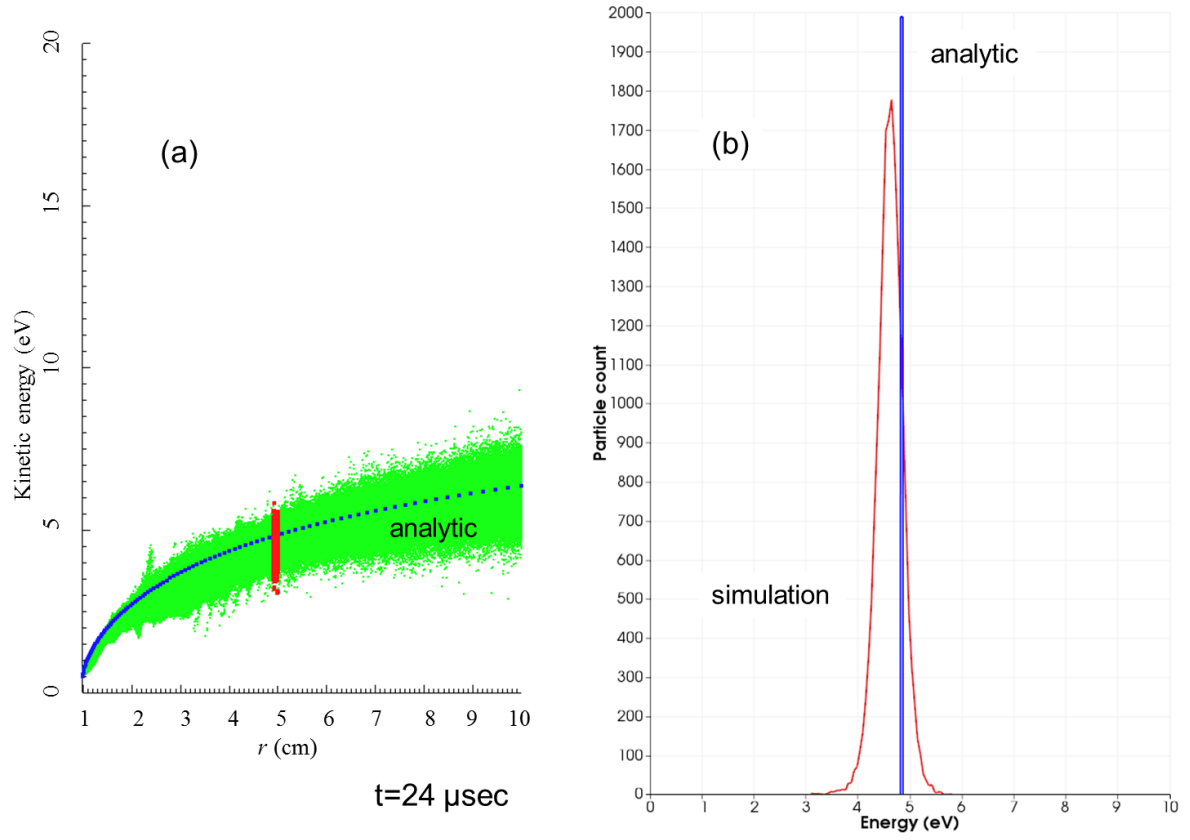 (a)
Kinetic energy (eV)
20
15
10
5
0
analytic
1 2 3 4 5 6 7 8 9 10
r (cm)
t=24 μsec
(b)
analytic
simulation
Particle count
2000
1900
1800
1700
1600
1500
1400
1300
1200
1100
1000
900
800
700
600
500
400
300
200
100
0
0 1 2 3 4 5 6 7 8 9 10
Energy (eV)